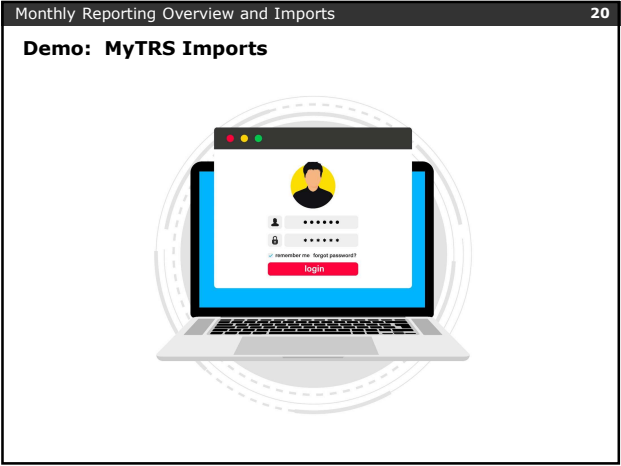 Monthly Reporting Overview and Imports 20
Demo: MyTRS Imports
remember me forgot password?
login